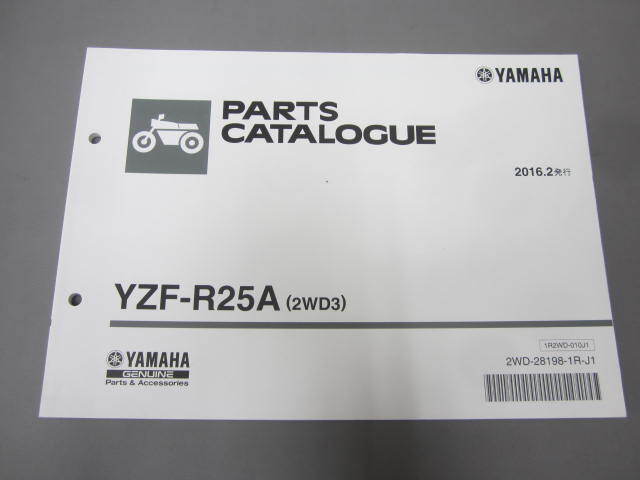 YAMAHA
PARTS
CATALOGUE
2016.2発行
YZF-R25A (2WD3)
1R2WD-010J1
2WD-28198-1R-J1
YAMAHA
GENUINE
Parts & Accessories